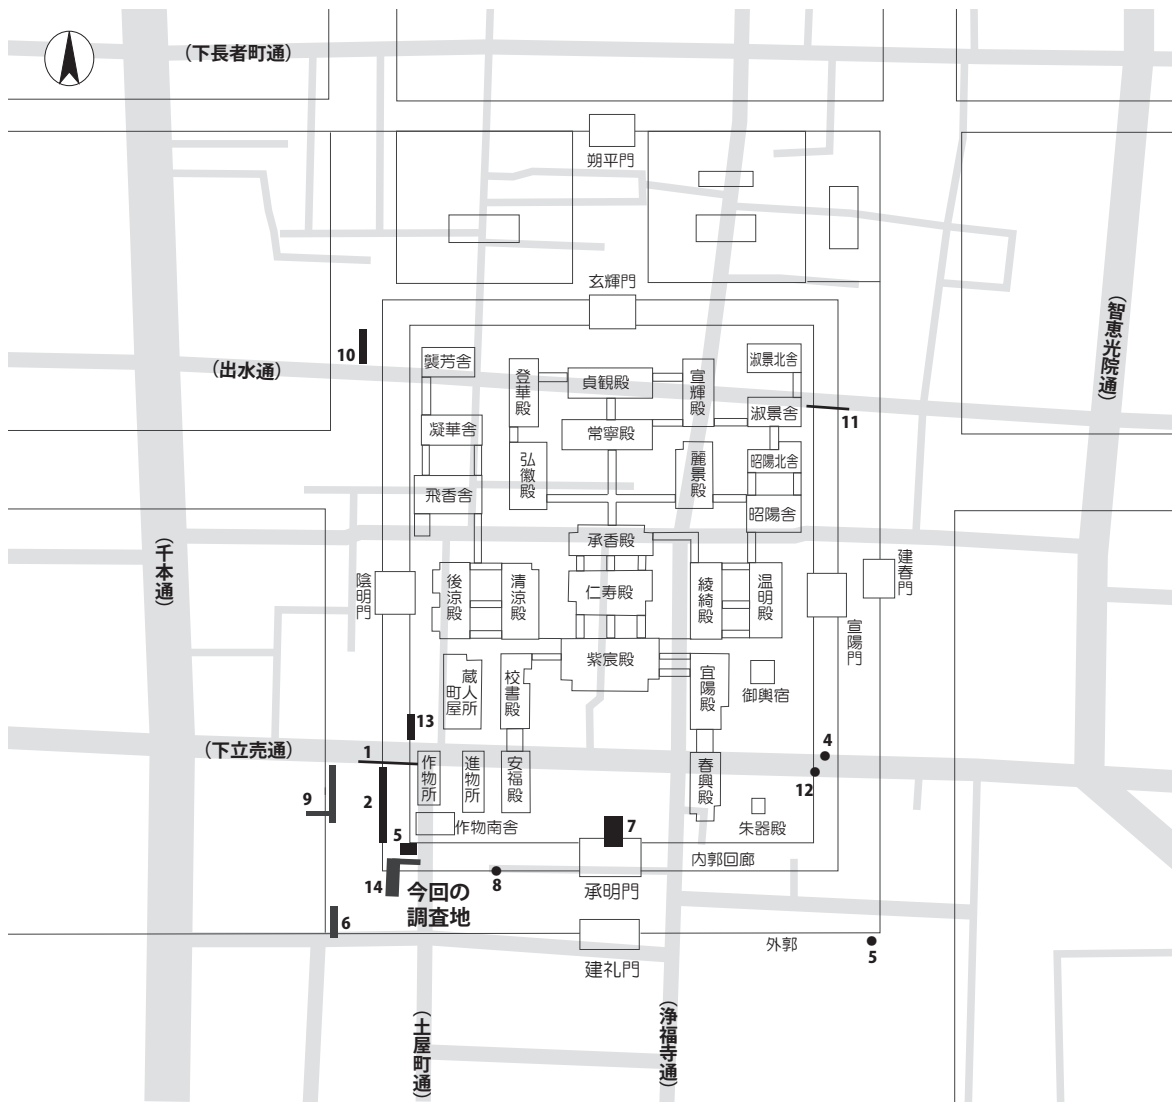 （下長者町通）
朔平門
玄輝門
（智恵光院通）
（出水通）
10
襲芳舎
登華殿
貞観殿
宣輝殿
淑景北舎
淑景舎
11
凝華舎
常寧殿
弘徽殿
麗景殿
昭陽北舎
飛香舎
昭陽舎
承香殿
（千本通）
陰明門
後涼殿
清涼殿
仁寿殿
綾綺殿
温明殿
建春門
宣陽門
紫宸殿
蔵人所
町屋
校書殿
宜陽殿
御輿宿
13
（下立売通）
1
作物所
進物所
安福殿
春興殿
4
12
9
2
作物南舎
朱器殿
7
5
内郭回廊
14
今回の
調査地
8
承明門
6
外郭
5
建礼門
（土屋町通）
（浄福寺通）